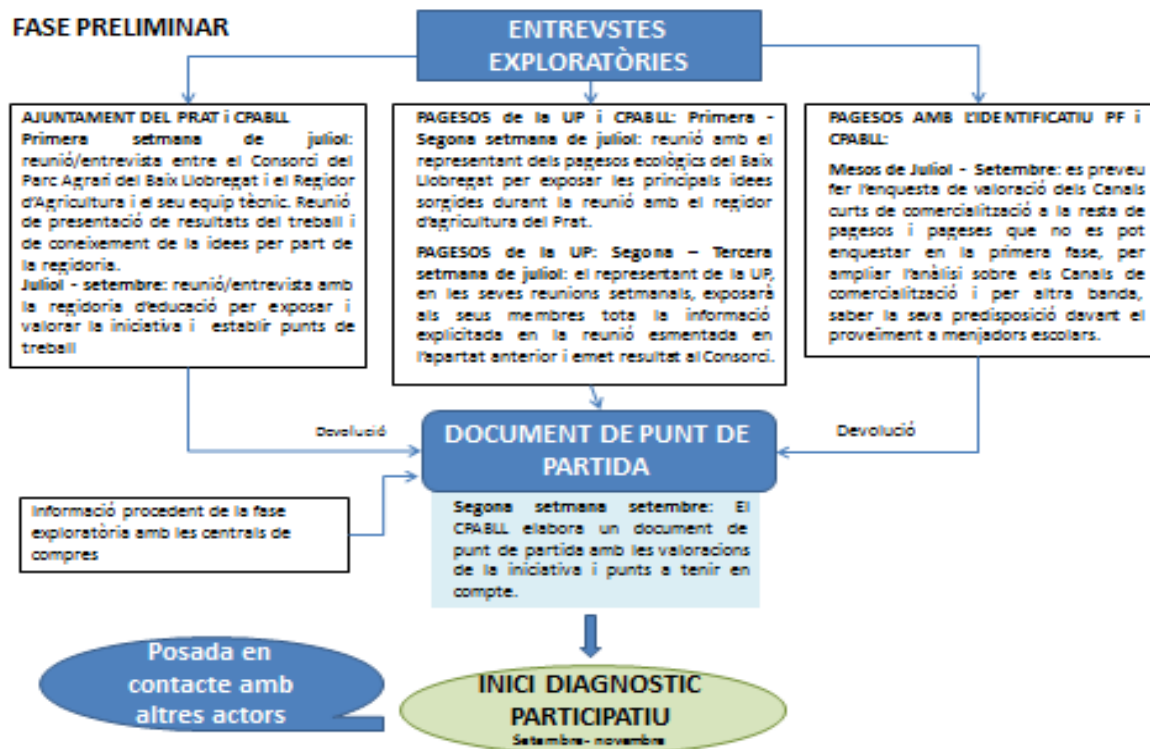 FASE PRELIMINAR
ENTREVSTES
EXPLORATÒRIES
AJUNTAMENT DEL PRAT i CPABLL
Primera setmana de juliol:
reunió/entrevista entre el Consorci del
Parc Agrari del Baix Llobregat i el Regidor
d'Agricultura i el seu equip tècnic. Reunió
de presentació de resultats del treball i
de coneixement de la idees per part de
la regidoria.
Juliol - setembre: reunió/entrevista amb
la regidoria d'educació per exposar i
valorar la iniciativa i establir punts de
treball
PAGESOS de la UP i CPABLL: Primera -
Segona setmana de juliol: reunió amb el
representant dels pagesos ecològics del Baix
Llobregat per exposar les principals idees
sorgides durant la reunió amb el regidor
d'agricultura del Prat.
PAGESOS de la UP: Segona – Tercera
setmana de juliol: el representant de la UP,
en les seves reunions setmanals, exposarà
als seus membres tota la informació
explicitada en la reunió esmentada en
l'apartat anterior i emet resultat al Consorci.
PAGESOS AMB L'IDENTIFICATIU PF i
CPABLL:
Mesos de Juliol - Setembre: es preveu
fer l'enquesta de valoració dels Canals
curts de comercialització a la resta de
pagesos i pageses que no es pot
enquestar en la primera fase, per
ampliar l'anàlisi sobre els Canals de
comercialització i per altra banda,
saber la seva predisposició davant el
proveïment a menjadors escolars.
Devolució
DOCUMENT DE PUNT DE
PARTIDA
Devolució
Informació procedent de la fase
exploratòria amb les centrals de
compres
Segona setmana setembre: El
CPABLL elabora un document de
punt de partida amb les valoracions
de la iniciativa i punts a tenir en
compte.
Posada en
contacte amb
altres actors
INICI DIAGNOSTIC
PARTICIPATIU
Setembre- novembre